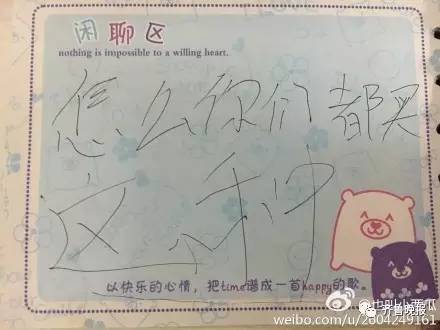 闲聊区
nothing is impossible to a willing heart.
怎么你们都买
这种
以快乐的心情，把time谱成一首happy的歌。
齐鲁晚报
weibo.com/u/2604249161